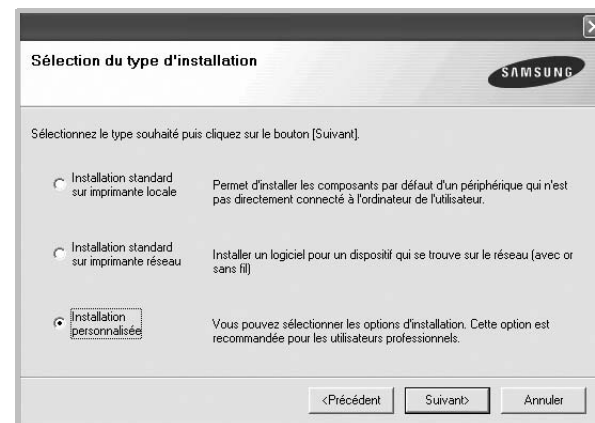 Sélection du type d'installation
SAMSUNG
Sélectionnez le type souhaité puis cliquez sur le bouton [Suivant].
Installation standard
sur imprimante locale
Permet d'installer les composants par défaut d'un périphérique qui n'est
pas directement connecté à l'ordinateur de l'utilisateur.
Installation standard
sur imprimante réseau
Installer un logiciel pour un dispositif qui se trouve sur le réseau (avec or
sans fil)
Installation
personnalisée
Vous pouvez sélectionner les options d'installation. Cette option est
recommandée pour les utilisateurs professionnels.
<Précédent
Suivant>
Annuler